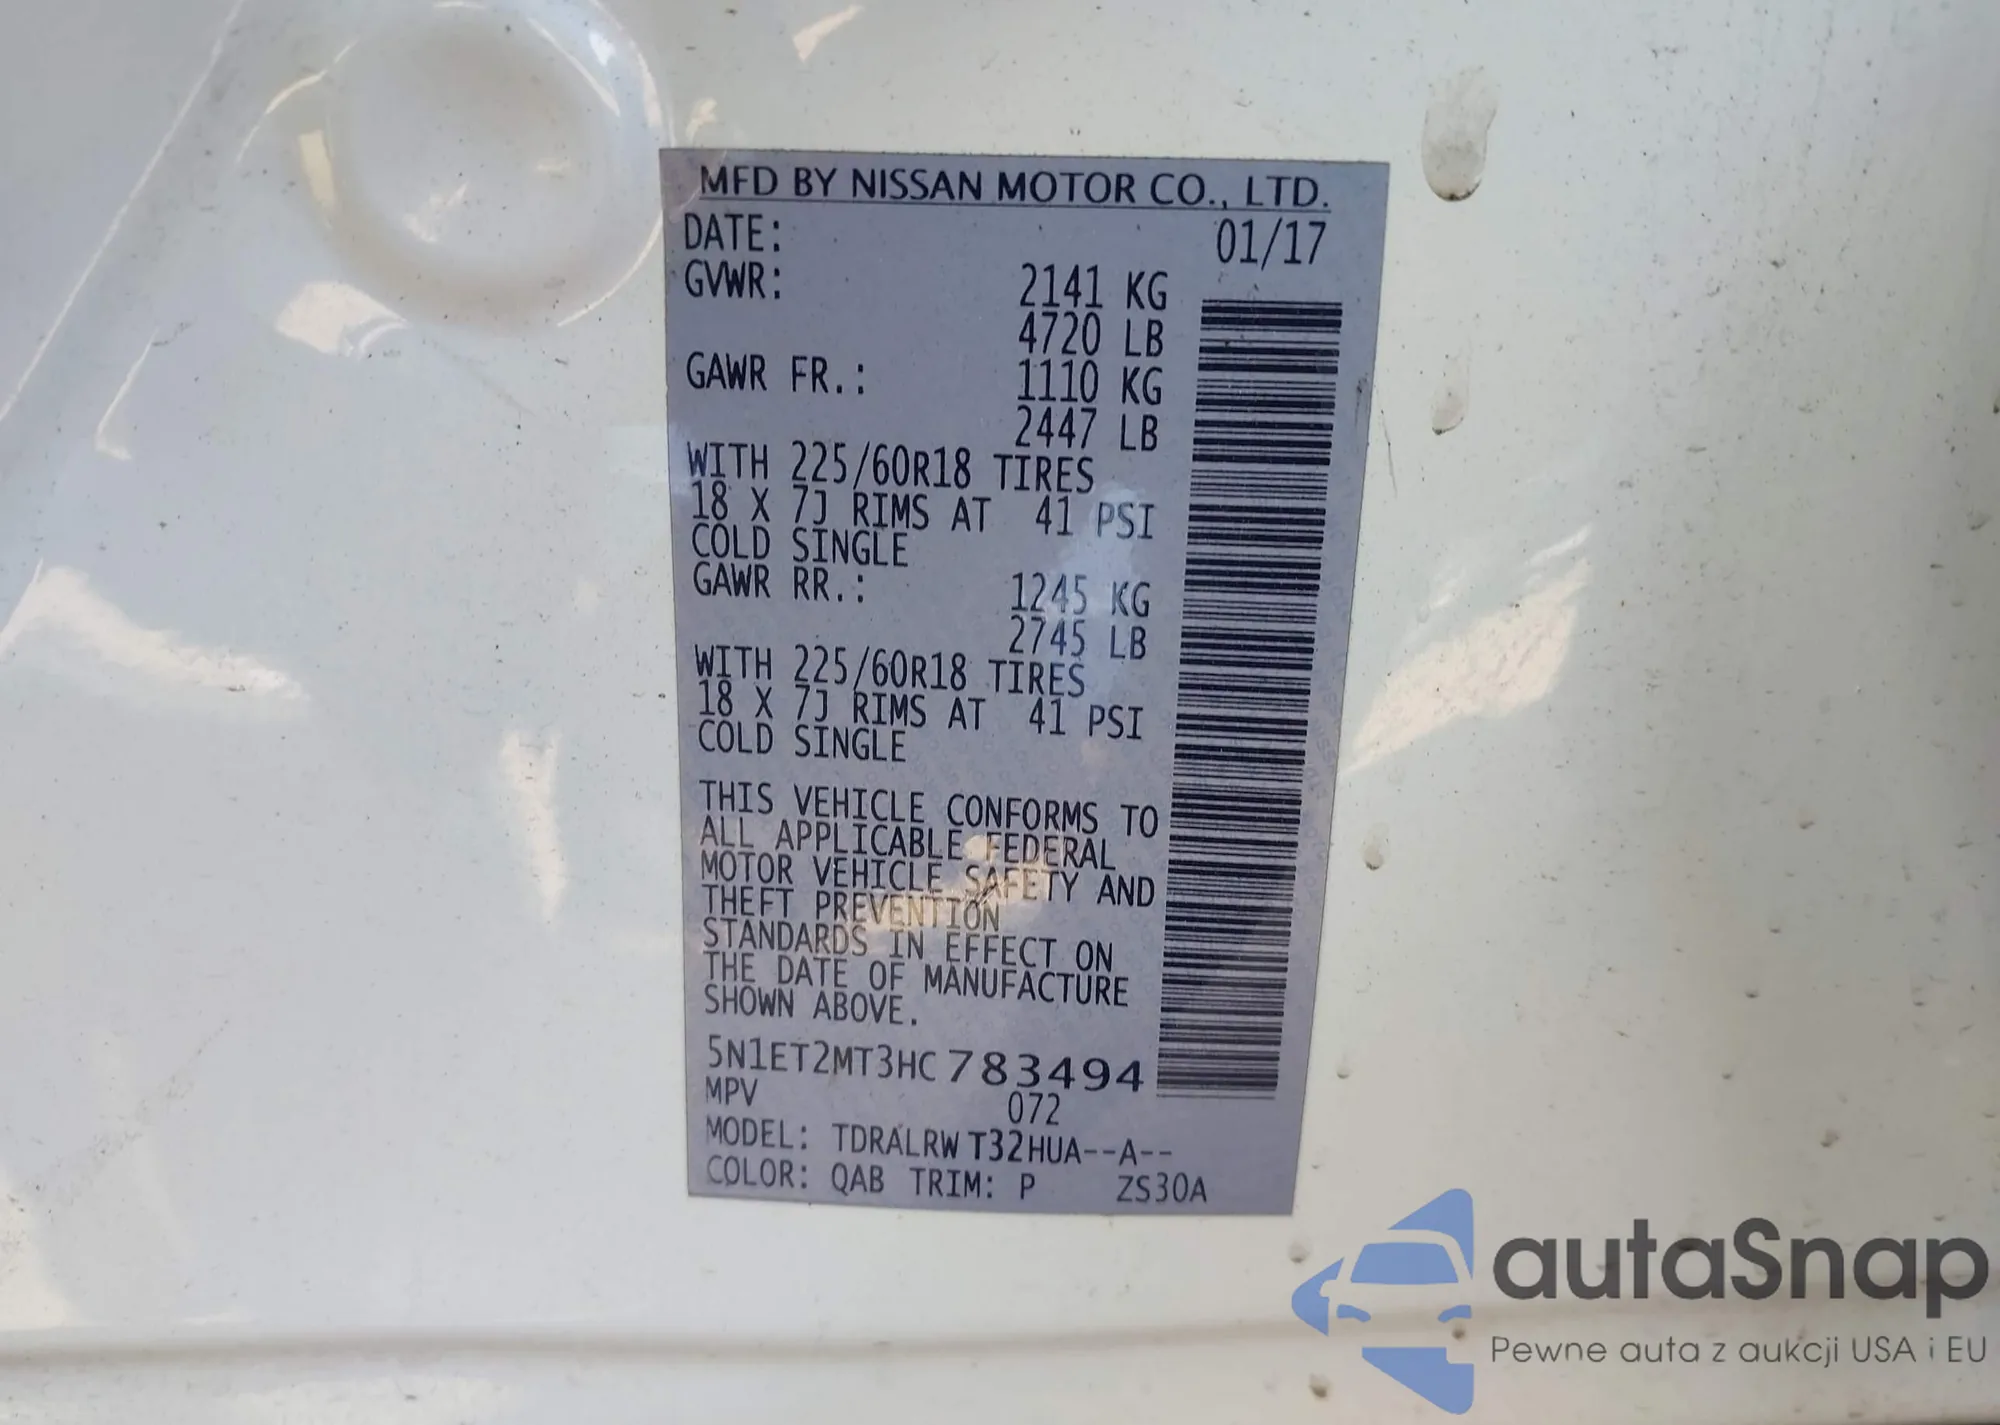 MFD BY NISSAN MOTOR CO., LTD.
DATE: 01/17
GVWR: 2141 KG
4720 LB
GAWR FR.: 1110 KG
2447 LB
WITH 225/60R18 TIRES
18 X 7J RIMS AT 41 PSI
COLD SINGLE
GAWR RR.: 1245 KG
2745 LB
WITH 225/60R18 TIRES
18 X 7J RIMS AT 41 PSI
COLD SINGLE
THIS VEHICLE CONFORMS TO
ALL APPLICABLE FEDERAL
MOTOR VEHICLE SAFETY AND
THEFT PREVENTION
STANDARDS IN EFFECT ON
THE DATE OF MANUFACTURE
SHOWN ABOVE.
5N1ET2MT3HC783494
MPV 072
MODEL: TDRALRWT32HUA--A--
COLOR: QAB TRIM: P ZS30A
autaSnap
Pewne auta z aukcji USA i EU